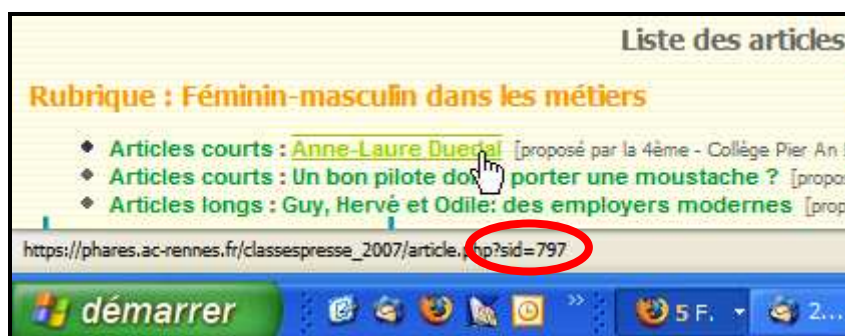 Liste des articles
Rubrique : Féminin-masculin dans les métiers
Articles courts : Anne-Laure Duedal [proposé par la 4ème - Collège Pier An
Articles courts : Un bon pilote doit porter une moustache ? [propos
Articles longs : Guy, Hervé et Odile: des employers modernes [prop
https://phares.ac-rennes.fr/classespresse_2007/article.php?sid=797
démarrer » 5 F. 2...